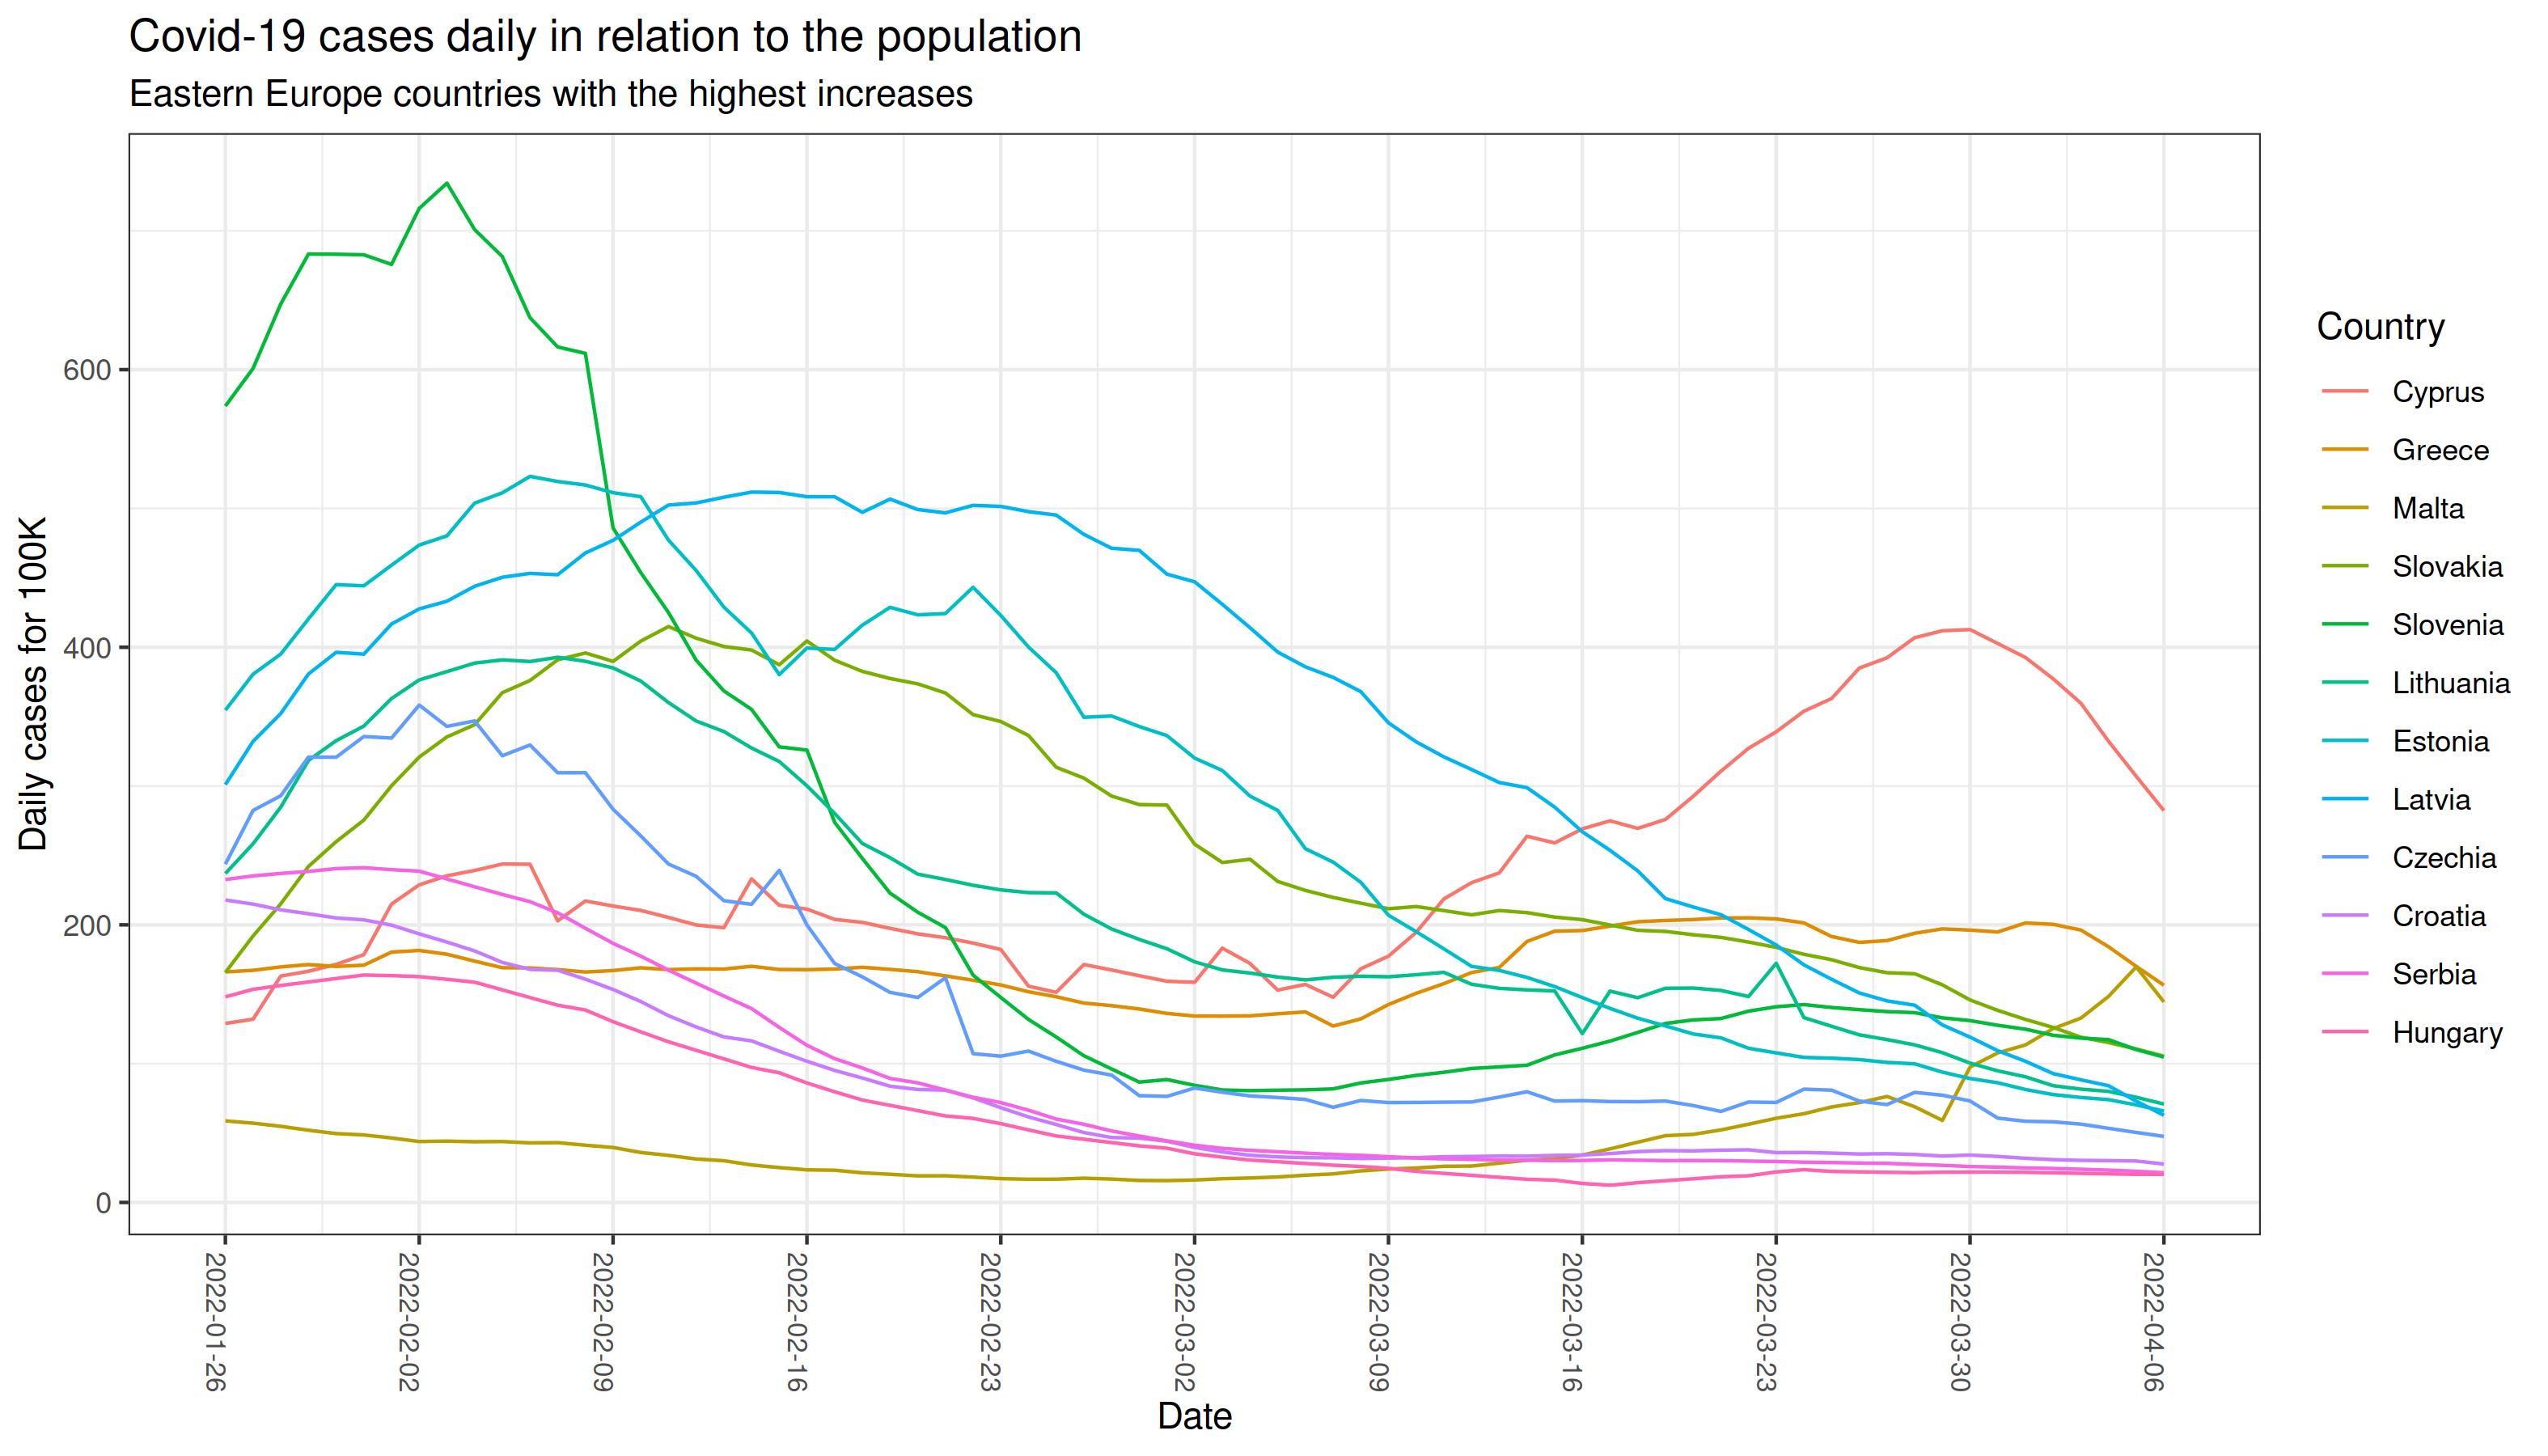 Covid-19 cases daily in relation to the population
Eastern Europe countries with the highest increases
Daily cases for 100K
600
400
200
0
2022-01-26
2022-02-02
2022-02-09
2022-02-16
2022-02-23
2022-03-02
2022-03-09
2022-03-16
2022-03-23
2022-03-30
2022-04-06
Date
Country
Cyprus
Greece
Malta
Slovakia
Slovenia
Lithuania
Estonia
Latvia
Czechia
Croatia
Serbia
Hungary